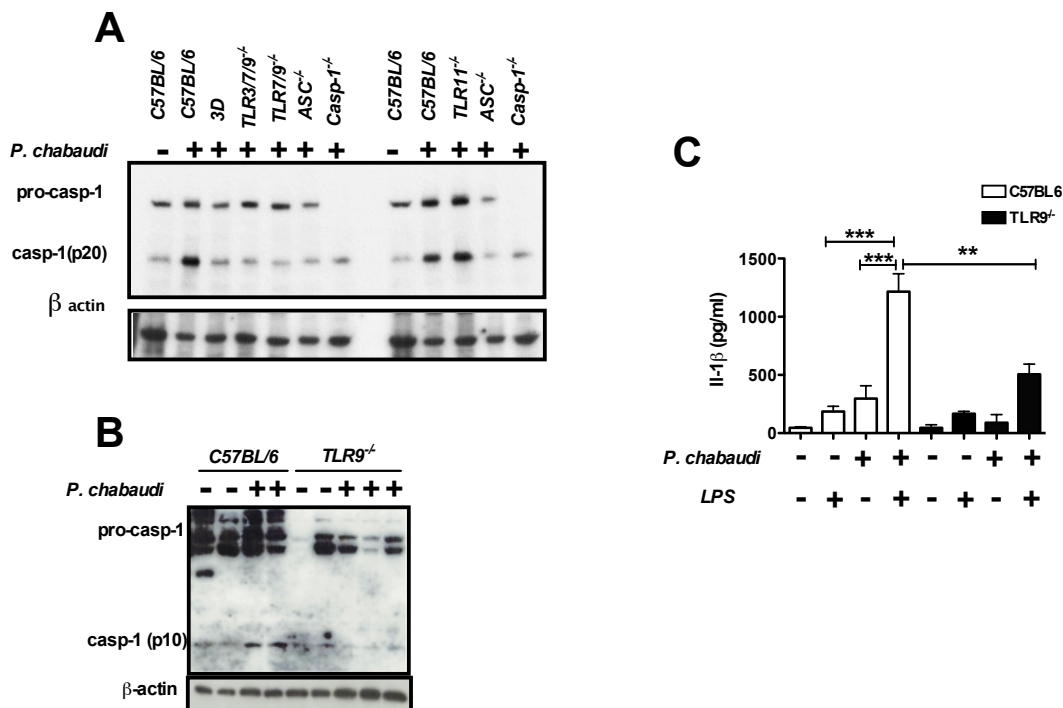 A
C57BL/6 C57BL/6 3D TLR3/7/9-/- TLR7/9-/- ASC-/- Casp-1-/- C57BL/6 C57BL/6 TLR11-/- ASC-/- Casp-1-/-
P. chabaudi - + + + + + + - + + + +
pro-casp-1
casp-1(p20)
β actin
B
C57BL/6 TLR9-/-
P. chabaudi - - + + - - + + +
pro-casp-1
casp-1 (p10)
β-actin
C
C57BL6
TLR9-/-
*** 
*** **
1500
1000
500
0
Il-1β (pg/ml)
P. chabaudi - - + + - - + +
LPS - + - + - + - +